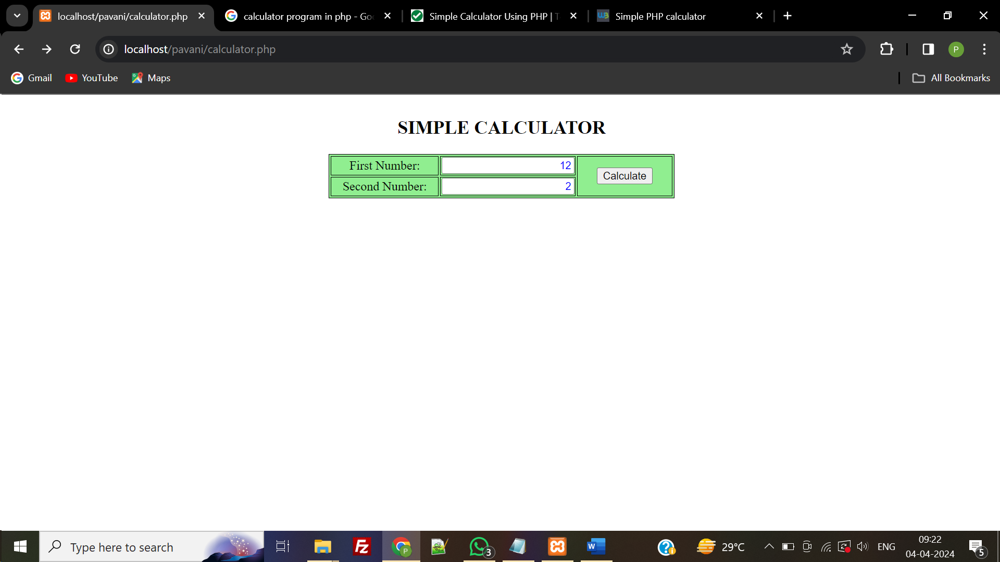 localhost/pavani/calculator.php
calculator program in php - Goo
Simple Calculator Using PHP | T
Simple PHP calculator
localhost/pavani/calculator.php
P
Gmail
YouTube
Maps
All Bookmarks
SIMPLE CALCULATOR
First Number:
12
Calculate
Second Number:
2
Type here to search
3
29°C
ENG
09:22
04-04-2024
5